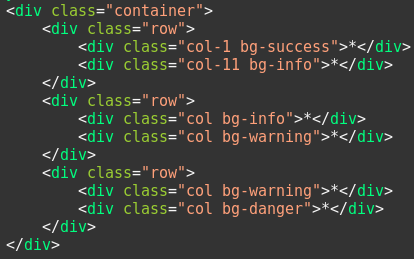 <div class="container">
    <div class="row">
        <div class="col-1 bg-success">*</div>
        <div class="col-11 bg-info">*</div>
    </div>
    <div class="row">
        <div class="col bg-info">*</div>
        <div class="col bg-warning">*</div>
    </div>
    <div class="row">
        <div class="col bg-warning">*</div>
        <div class="col bg-danger">*</div>
    </div>
</div>